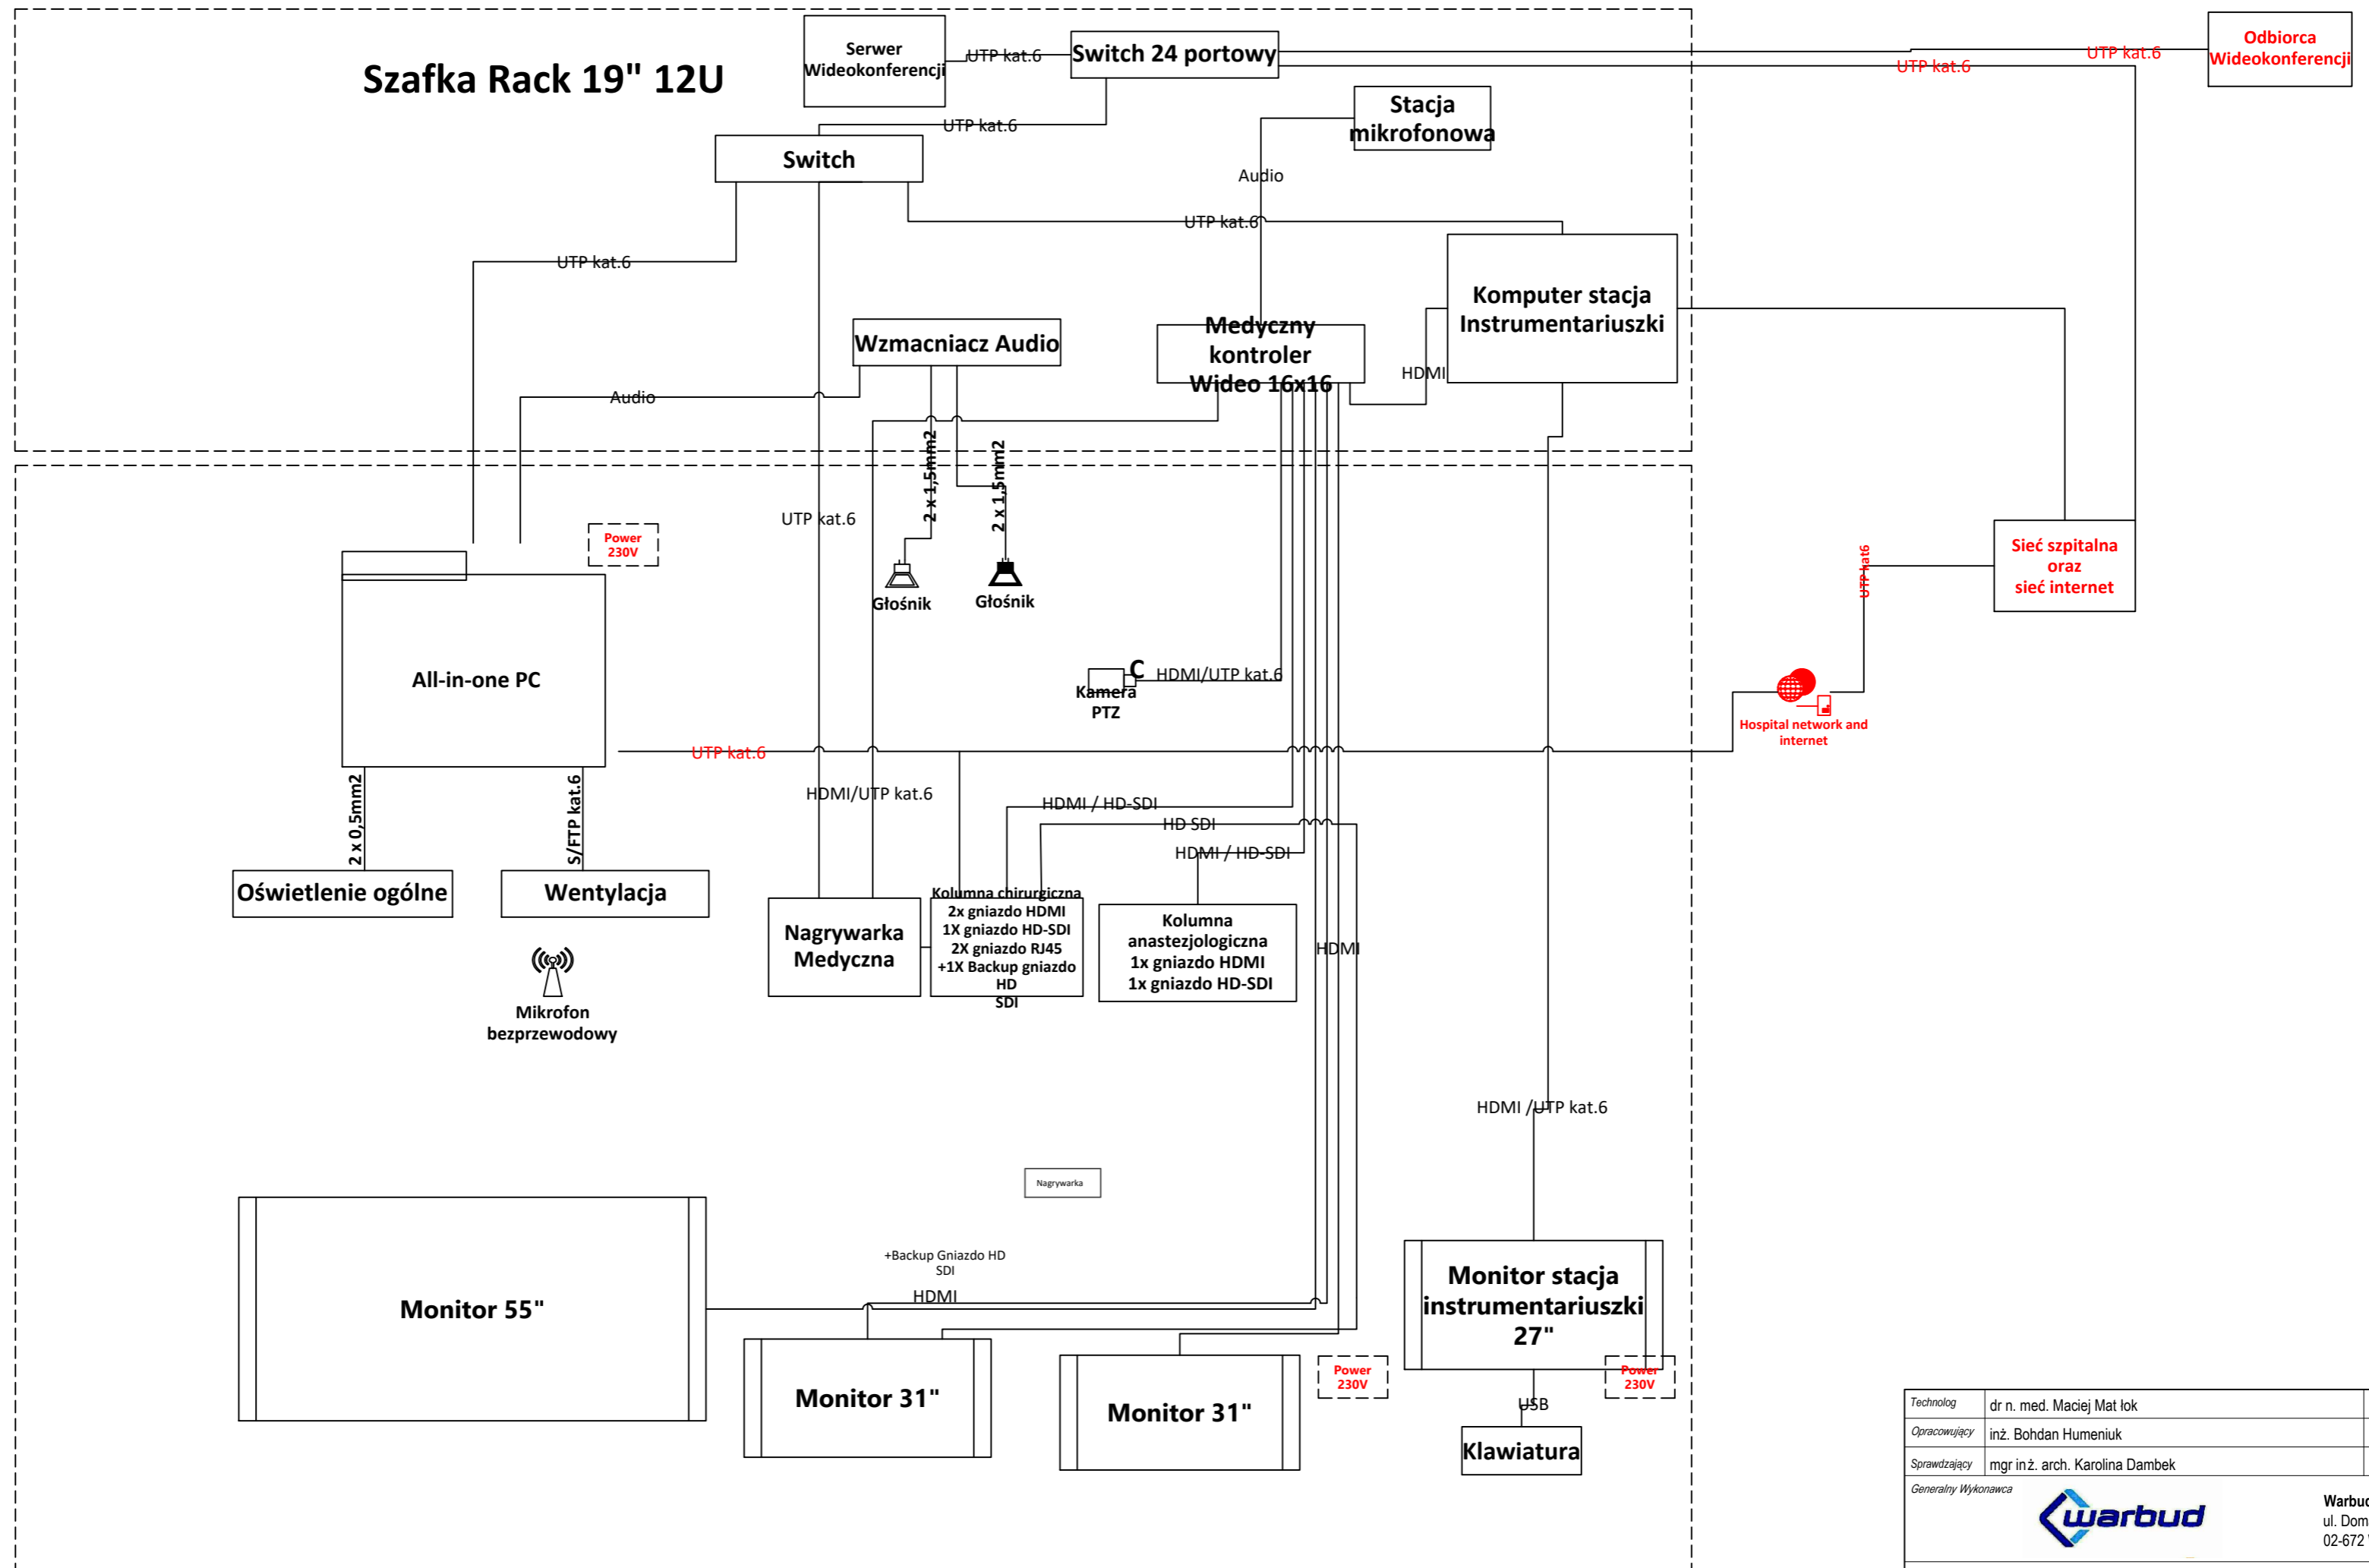 Szafka Rack 19" 12U
Serwer
Wideokonferencji
UTP kat.6
Switch 24 portowy
UTP kat.6
UTP kat.6
Odbiorca
Wideokonferencji
UTP kat.6
Stacja
mikrofonowa
Switch
Audio
UTP kat.6
UTP kat.6
Komputer stacja
Instrumentariuszki
Wzmacniacz Audio
Medyczny
kontroler
Wideo 16x16
HDMI
Audio
2 x 1,5mm2
2 x 1,5mm2
UTP kat.6
Power
230V
Głośnik
Głośnik
UTP kat6
Sieć szpitalna
oraz
sieć internet
All-in-one PC
C
Kamera
PTZ
HDMI/UTP kat.6
Hospital network and
internet
UTP kat.6
2 x 0,5mm2
S/FTP kat.6
HDMI/UTP kat.6
HDMI / HD-SDI
HD SDI
HDMI / HD-SDI
Oświetlenie ogólne
Wentylacja
Nagrywarka
Medyczna
Kolumna chirurgiczna
2x gniazdo HDMI
1X gniazdo HD-SDI
2X gniazdo RJ45
+1X Backup gniazdo
HD
SDI
Kolumna
anastezjologiczna
1x gniazdo HDMI
1x gniazdo HD-SDI
HDMI
Mikrofon
bezprzewodowy
HDMI /UTP kat.6
Nagrywarka
+Backup Gniazdo HD
SDI
HDMI
Monitor 55"
Monitor stacja
instrumentariuszki
27"
Monitor 31"
Monitor 31"
Power
230V
Power
230V
USB
Klawiatura
Technolog dr n. med. Maciej Mat łok
Opracowujący inż. Bohdan Humeniuk
Sprawdzający mgr inż. arch. Karolina Dambek
Generalny Wykonawca
warbud
Warbud
ul. Dom
02-672